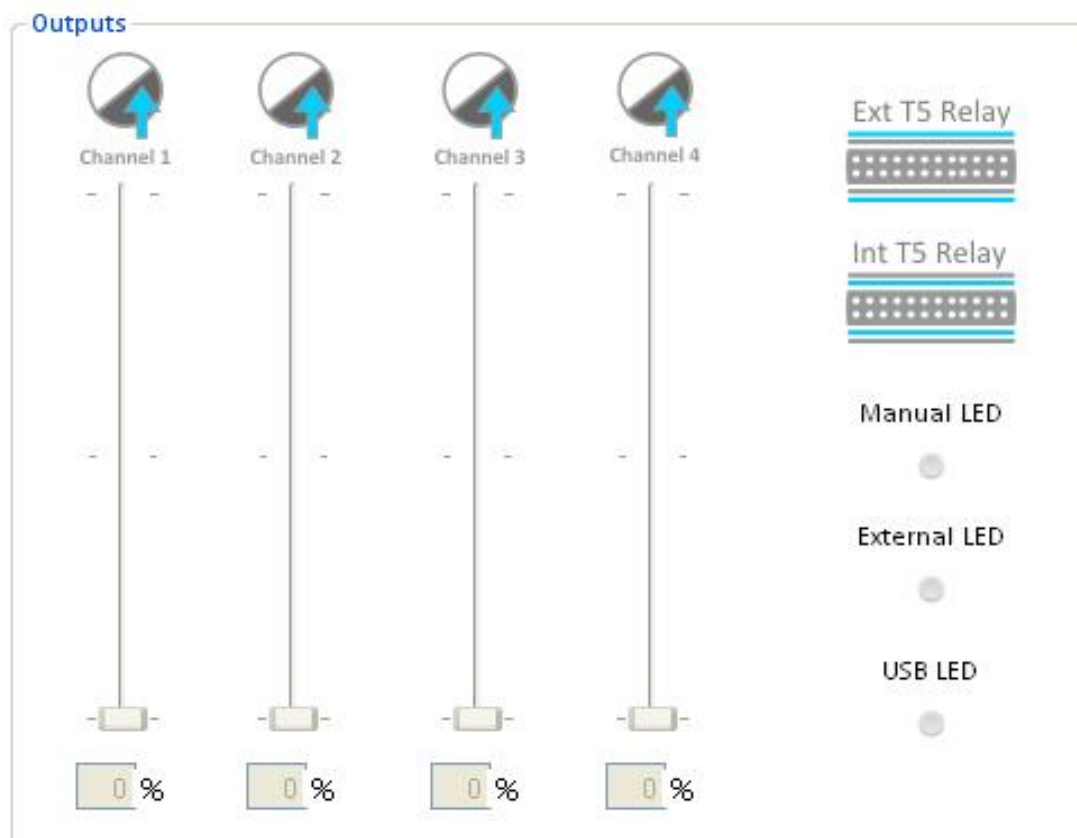 Outputs
Channel 1
Channel 2
Channel 3
Channel 4
0 %
0 %
0 %
0 %
Ext T5 Relay
Int T5 Relay
Manual LED
External LED
USB LED